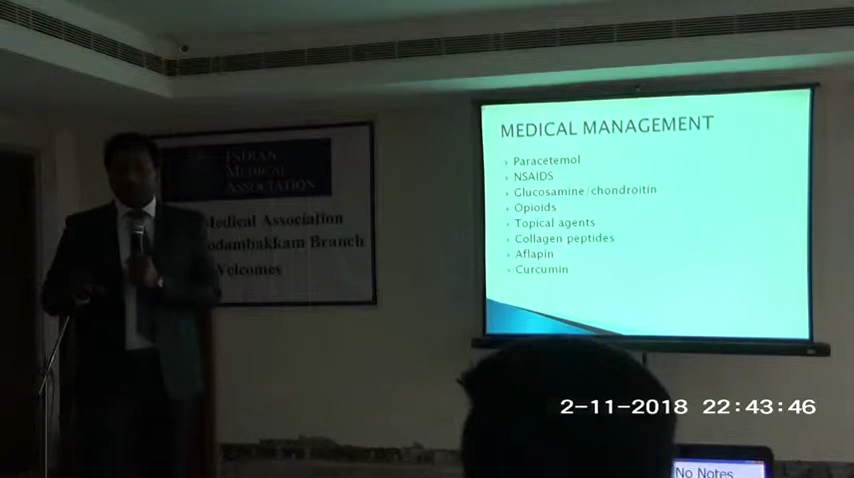 INDIAN
MEDICAL
ASSOCIATION
Medical Association
Kodambakkam Branch
Welcomes
MEDICAL MANAGEMENT
Paracetemol
NSAIDS
Glucosamine/chondroitin
Opioids
Topical agents
Collagen peptides
Aflapin
Curcumin
2-11-2018 22:43:46
No Notes